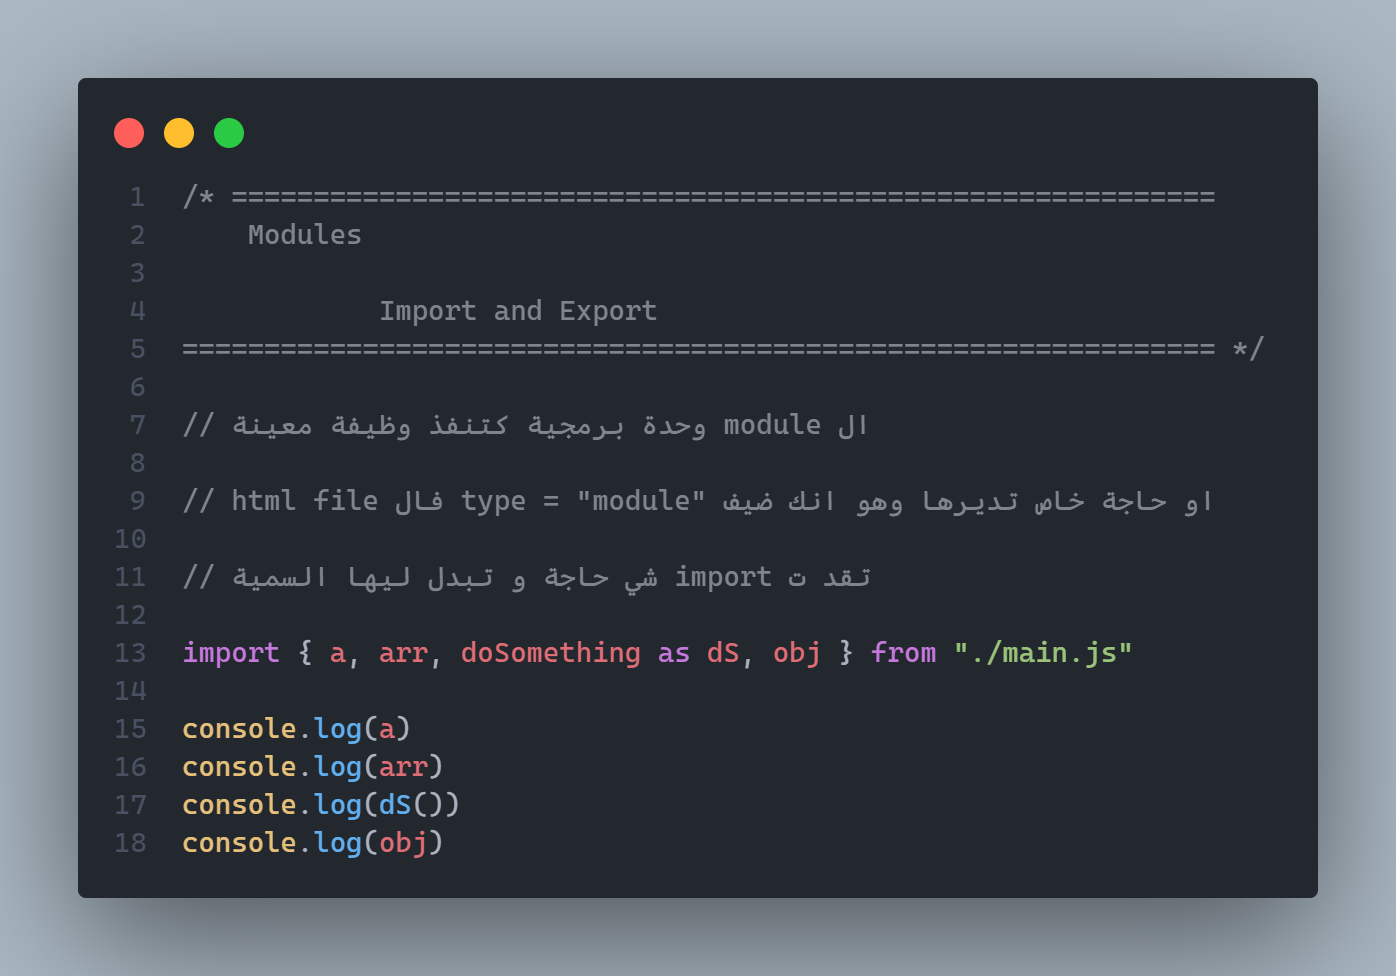 1 /* ============================================================
2     Modules
3
4             Import and Export
5 =============================================================== */
6
7 // ال module وحدة برمجية كتنفذ وظيفة معينة
8
9 // او حاجة خاص تديرها وهو انك ضيف type = "module" فال html file
10
11 // تقد ت import شي حاجة و تبدل ليها السمية
12
13 import { a, arr, doSomething as dS, obj } from "./main.js"
14
15 console.log(a)
16 console.log(arr)
17 console.log(dS())
18 console.log(obj)